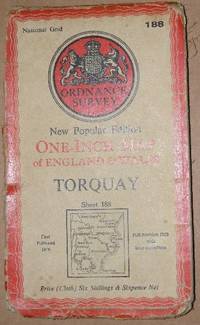 National Grid
188
ORDNANCE
SURVEY
New Popular Edition
ONE-INCH MAP
of ENGLAND & WALES
TORQUAY
Sheet 188
Price (Cloth) Six Shillings & Sixpence Net